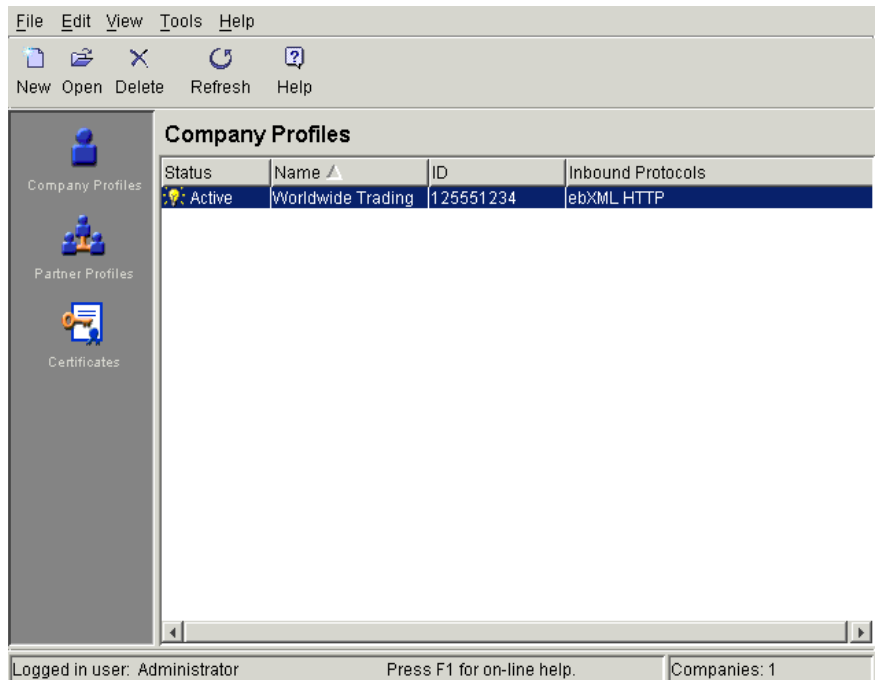 File Edit View Tools Help
New Open Delete Refresh Help
Company Profiles
Partner Profiles
Certificates
Company Profiles
Status Name ID Inbound Protocols
Active Worldwide Trading 125551234 ebXML HTTP
Logged in user: Administrator Press F1 for on-line help. Companies: 1